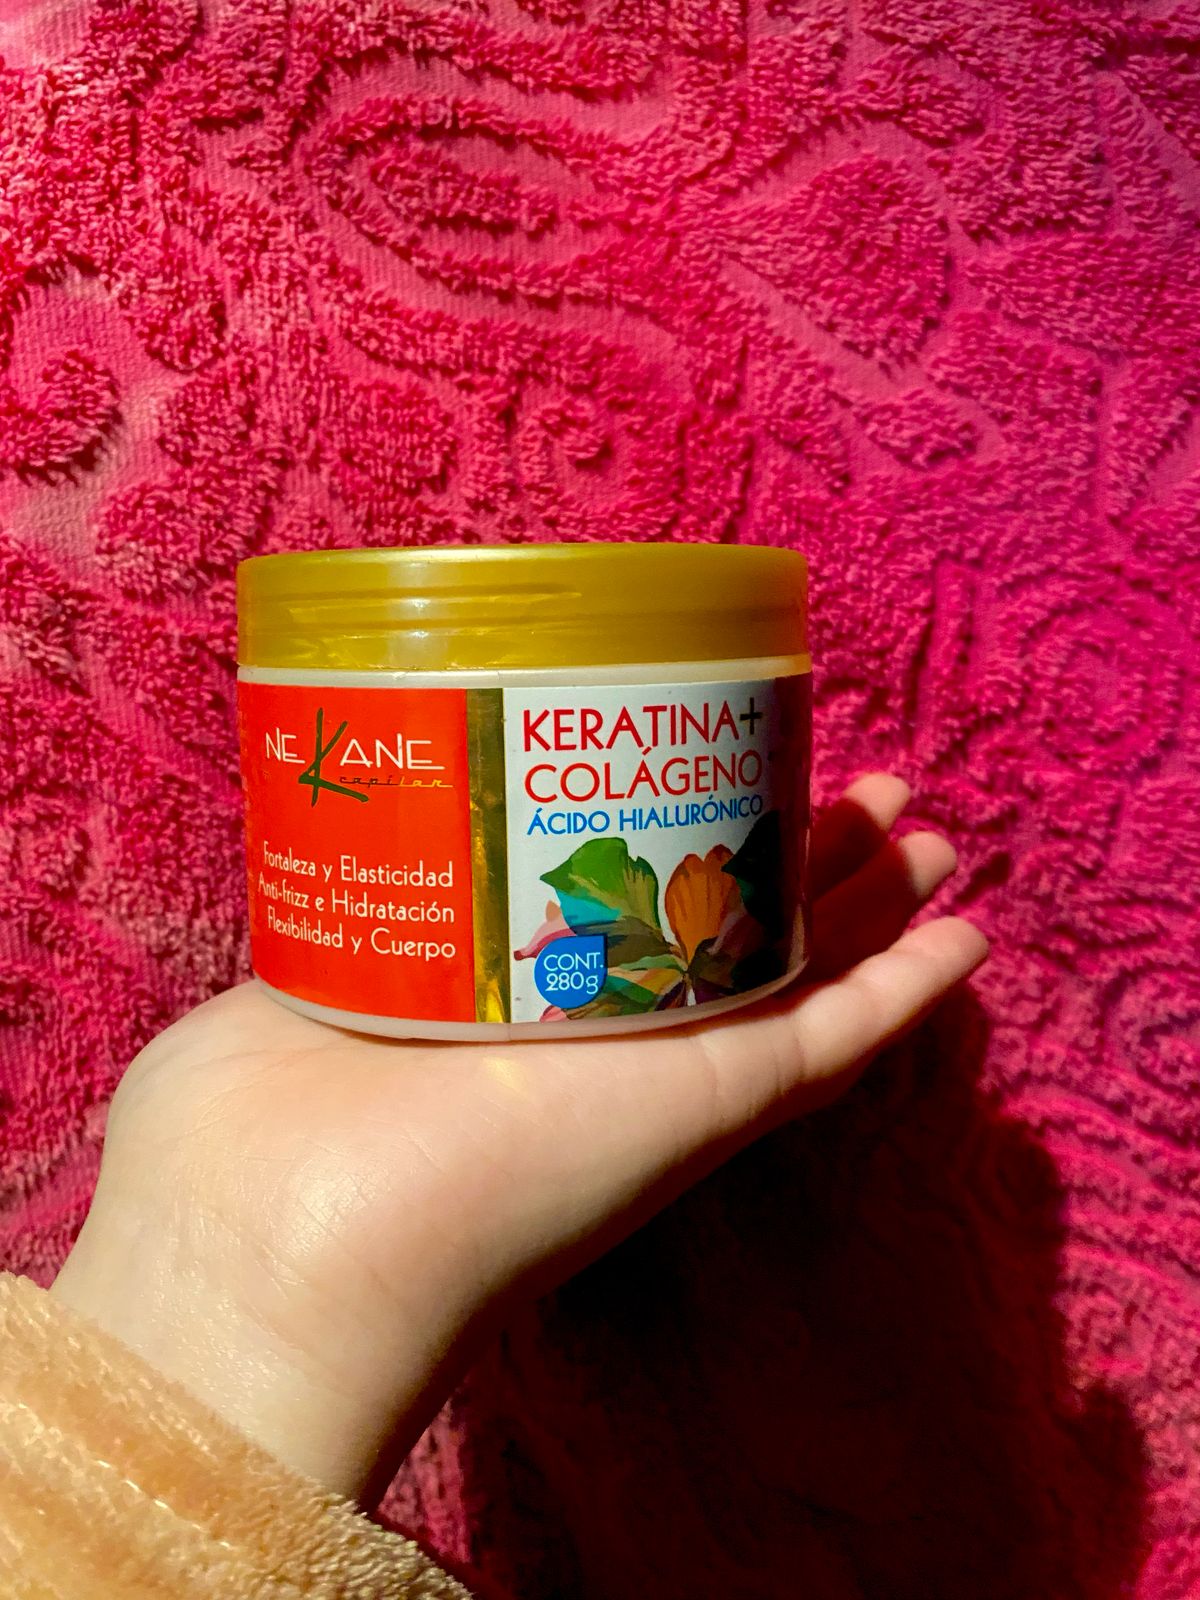 NEKANE
capilar
Fortaleza y Elasticidad
Anti-frizz e Hidratación
Flexibilidad y Cuerpo
KERATINA+
COLÁGENO
ÁCIDO HIALURÓNICO
CONT.
280g